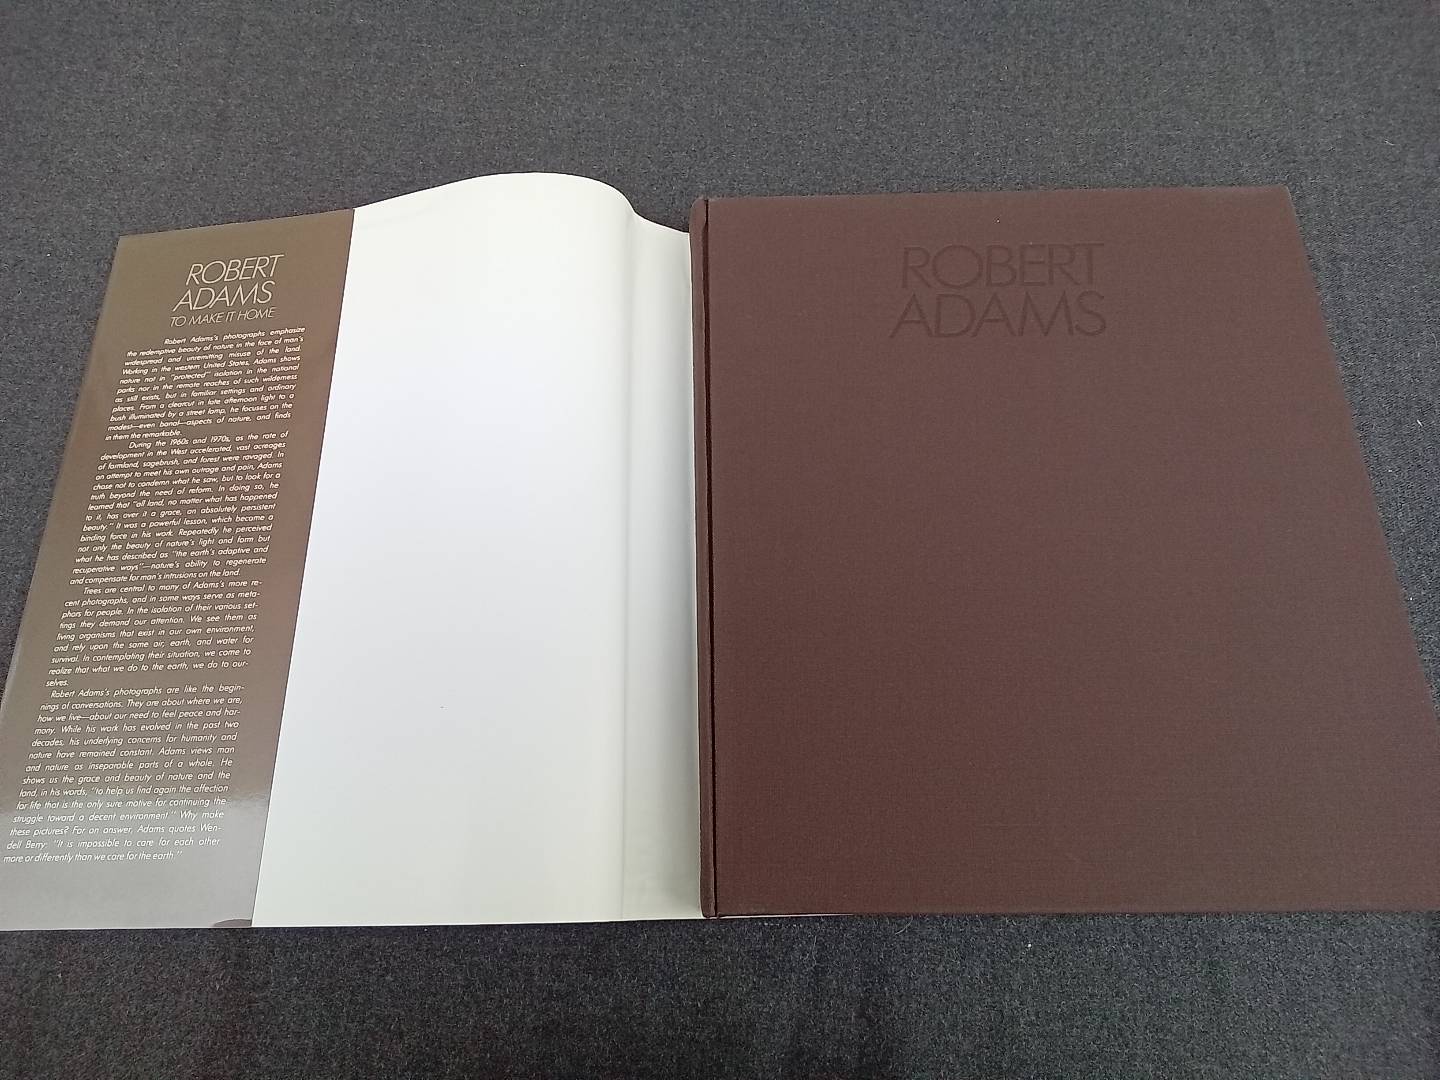 ROBERT
ADAMS
TO MAKE IT HOME
Robert Adams's photographs emphasize
the redemptive beauty of nature in the face of man's
widespread and unremitting misuse of the land.
Working in the western United States, Adams shows
nature not in "protected" isolation in the national
parks nor in the remote reaches of such wilderness
as still exists, but in familiar settings and ordinary
places. From a clearcut in late afternoon light to a
bush illuminated by a street lamp, he focuses on the
modest—even banal—aspects of nature, and finds
in them the remarkable.
During the 1960s and 1970s, as the rate of
development in the West accelerated, vast acreages
of farmland, sagebrush, and forest were ravaged. In
an attempt to meet his own outrage and pain, Adams
chose not to condemn what he saw, but to look for a
truth beyond the need of reform. In doing so, he
learned that "all land, no matter what has happened
to it, has over it a grace, an absolutely persistent
beauty." It was a powerful lesson, which became a
binding force in his work. Repeatedly he perceived
not only the beauty of nature's light and form but
what he has described as "the earth's adaptive and
recuperative ways"—nature's ability to regenerate
and compensate for man's intrusions on the land.
Trees are central to many of Adams's more re-
cent photographs, and in some ways serve as meta-
phors for people. In the isolation of their various set-
tings they demand our attention. We see them as
living organisms that exist in our own environment,
and rely upon the same air, earth, and water for
survival. In contemplating their situation, we come to
realize that what we do to the earth, we do to our-
selves.
Robert Adams's photographs are like the begin-
nings of conversations. They are about where we are,
how we live—about our need to feel peace and har-
mony. While his work has evolved in the past two
decades, his underlying concerns for humanity and
nature have remained constant. Adams views man
and nature as inseparable parts of a whole. He
shows us the grace and beauty of nature and the
land, in his words, "to help us find again the affection
for life that is the only sure motive for continuing the
struggle toward a decent environment." Why make
these pictures? For an answer, Adams quotes Wen-
dell Berry: "It is impossible to care for each other
more or differently than we care for the earth."
ROBERT
ADAMS